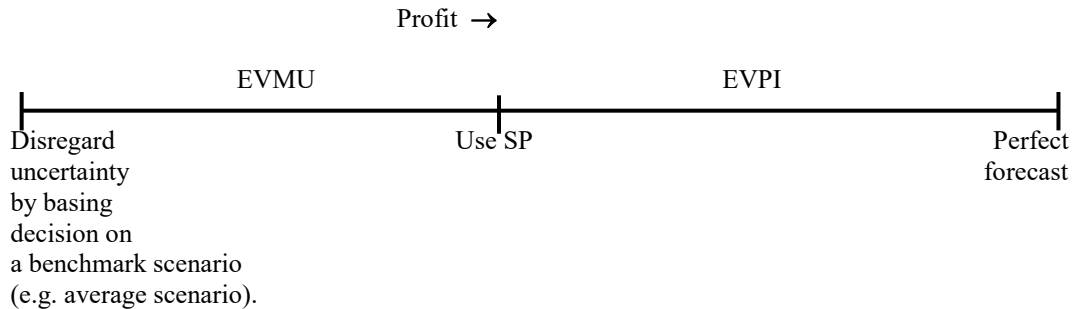 Profit →
EVMU EVPI
Disregard Use SP Perfect
uncertainty forecast
by basing
decision on
a benchmark scenario
(e.g. average scenario).